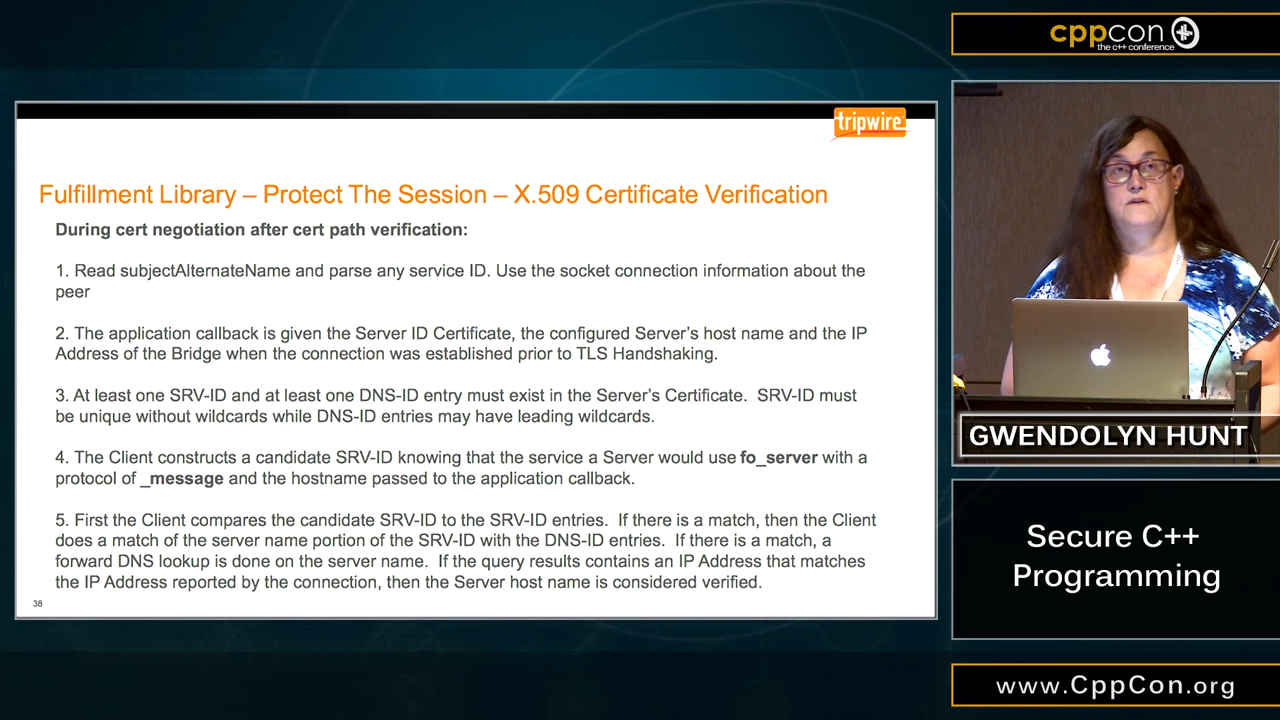 cppcon
the c++ conference
tripwire
Fulfillment Library – Protect The Session – X.509 Certificate Verification
During cert negotiation after cert path verification:
1. Read subjectAlternateName and parse any service ID. Use the socket connection information about the
peer
2. The application callback is given the Server ID Certificate, the configured Server's host name and the IP
Address of the Bridge when the connection was established prior to TLS Handshaking.
3. At least one SRV-ID and at least one DNS-ID entry must exist in the Server's Certificate. SRV-ID must
be unique without wildcards while DNS-ID entries may have leading wildcards.
4. The Client constructs a candidate SRV-ID knowing that the service a Server would use fo_server with a
protocol of _message and the hostname passed to the application callback.
5. First the Client compares the candidate SRV-ID to the SRV-ID entries. If there is a match, then the Client
does a match of the server name portion of the SRV-ID with the DNS-ID entries. If there is a match, a
forward DNS lookup is done on the server name. If the query results contains an IP Address that matches
the IP Address reported by the connection, then the Server host name is considered verified.
38
GWENDOLYN HUNT
Secure C++
Programming
www.CppCon.org